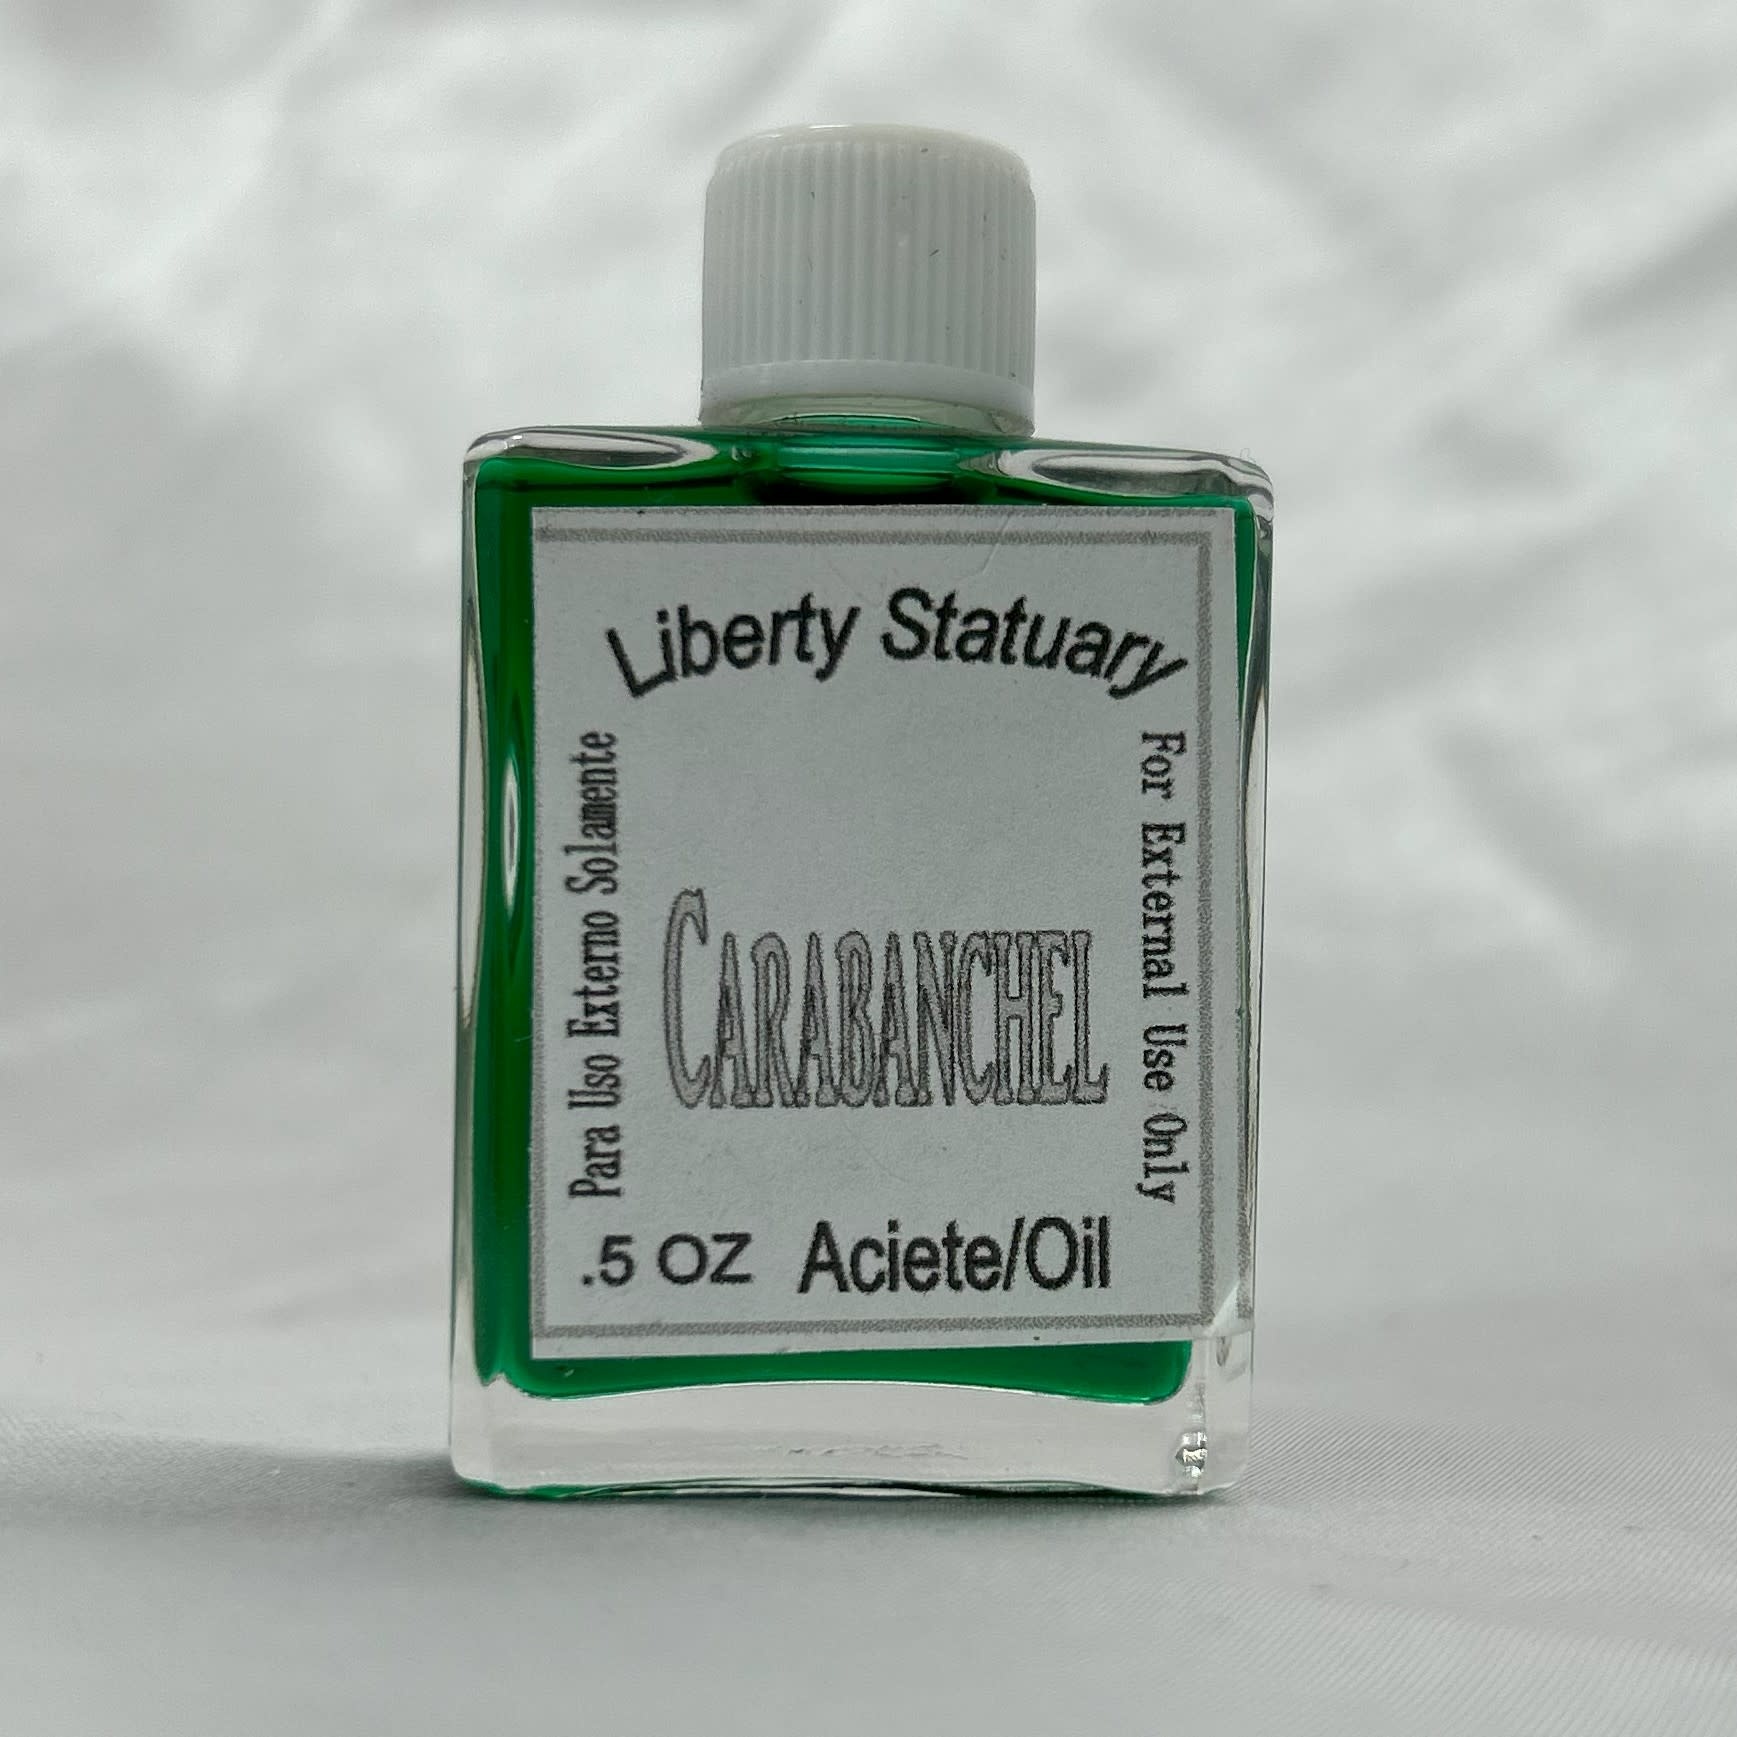 Liberty Statuary
Para Uso Externo Solamente
For External Use Only
CARABANCHEL
.5 OZ Aciete/Oil